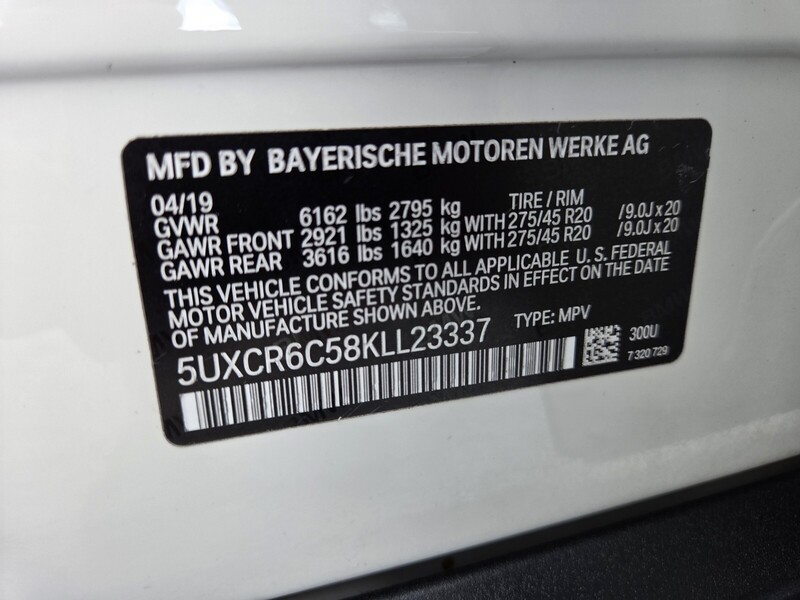 MFD BY BAYERISCHE MOTOREN WERKE AG
04/19 TIRE / RIM
GVWR 6162 lbs 2795 kg
GAWR FRONT 2921 lbs 1325 kg WITH 275/45 R20 /9.0J x 20
GAWR REAR 3616 lbs 1640 kg WITH 275/45 R20 /9.0J x 20
THIS VEHICLE CONFORMS TO ALL APPLICABLE U. S. FEDERAL
MOTOR VEHICLE SAFETY STANDARDS IN EFFECT ON THE DATE
OF MANUFACTURE SHOWN ABOVE.
5UXCR6C58KLL23337 TYPE: MPV
300U
7 320 729